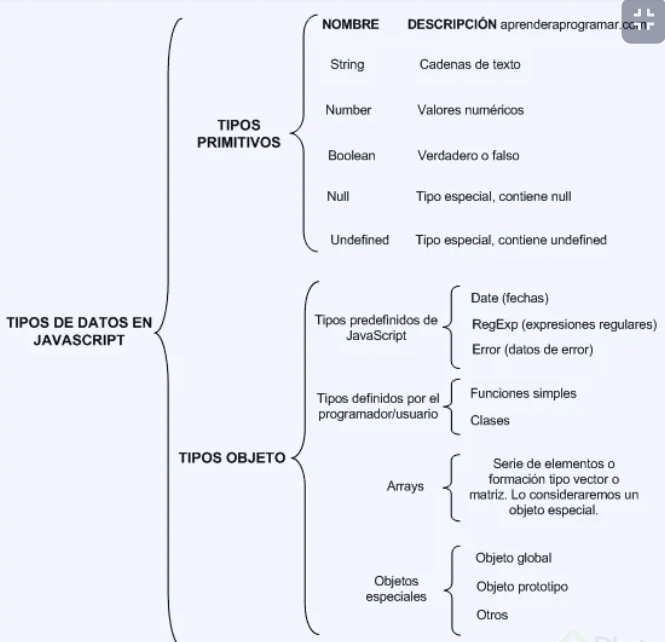 NOMBRE DESCRIPCIÓN aprenderaprogramar.com
String Cadenas de texto
Number Valores numéricos
TIPOS
PRIMITIVOS
Boolean Verdadero o falso
Null Tipo especial, contiene null
Undefined Tipo especial, contiene undefined
TIPOS DE DATOS EN
JAVASCRIPT
TIPOS OBJETO
Tipos predefinidos de
JavaScript
Date (fechas)
RegExp (expresiones regulares)
Error (datos de error)
Tipos definidos por el
programador/usuario
Funciones simples
Clases
Arrays
Serie de elementos o
formación tipo vector o
matriz. Lo consideraremos un
objeto especial.
Objetos
especiales
Objeto global
Objeto prototipo
Otros